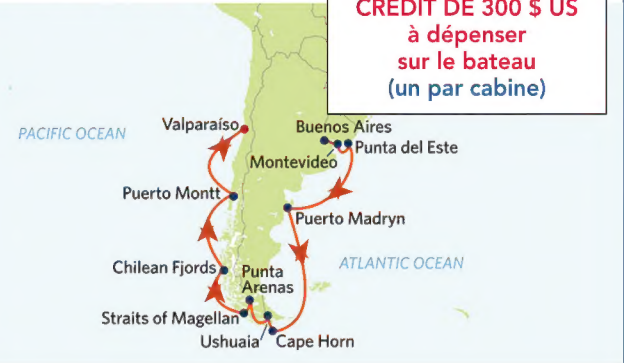 CRÉDIT DE 300 $ US
à dépenser
sur le bateau
(un par cabine)
PACIFIC OCEAN
Valparaíso
Buenos Aires
Punta del Este
Montevideo
Puerto Montt
Puerto Madryn
ATLANTIC OCEAN
Chilean Fjords
Punta
Arenas
Straits of Magellan
Ushuaia
Cape Horn